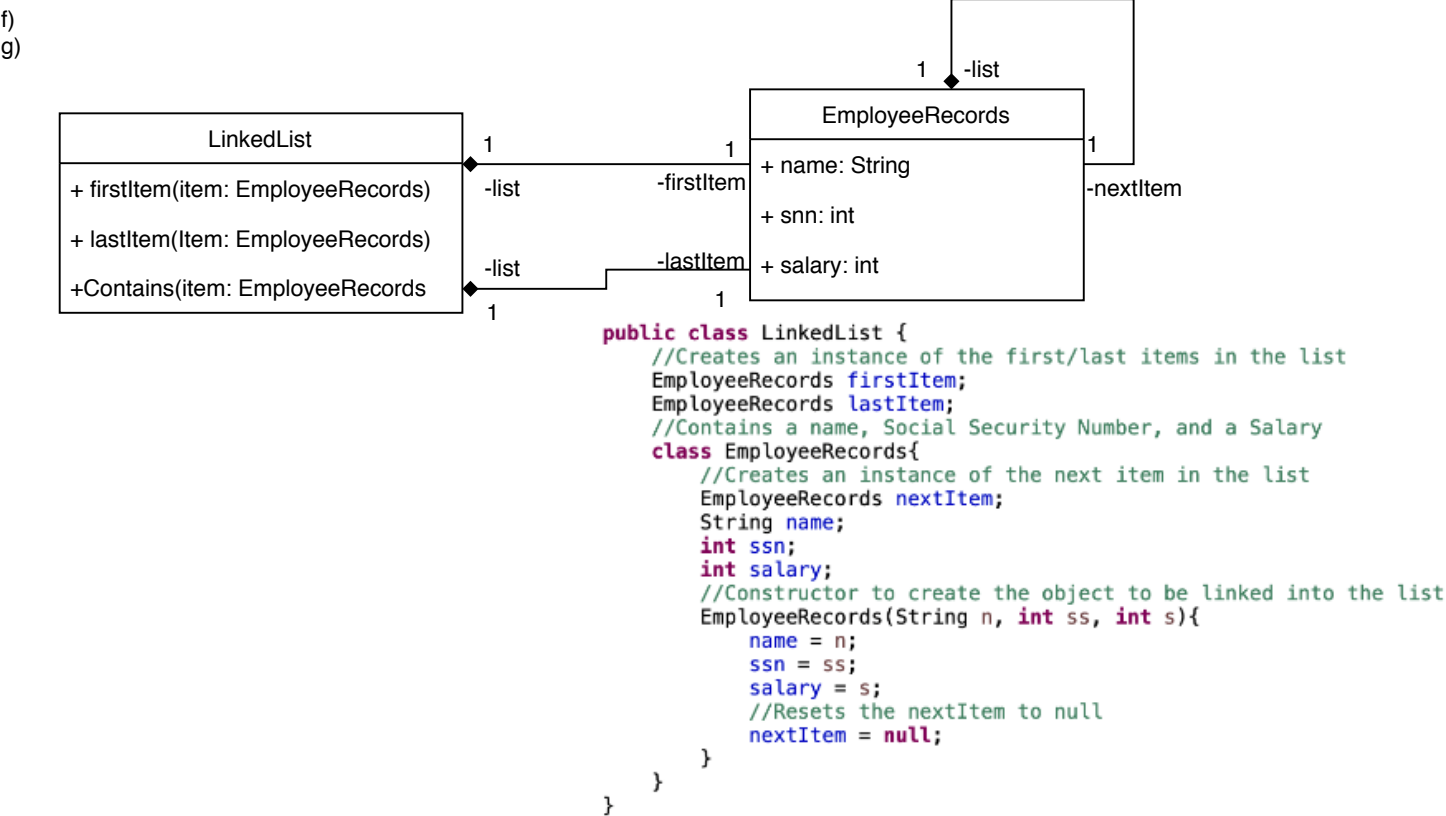 f)
g)
1 -list
LinkedList
+ firstItem(item: EmployeeRecords)
+ lastItem(Item: EmployeeRecords)
+Contains(item: EmployeeRecords
1
-list
-list
1
1
-firstItem
-lastItem
1
EmployeeRecords
+ name: String
+ snn: int
+ salary: int
1
-nextItem
public class LinkedList {
//Creates an instance of the first/last items in the list
EmployeeRecords firstItem;
EmployeeRecords lastItem;
//Contains a name, Social Security Number, and a Salary
class EmployeeRecords{
//Creates an instance of the next item in the list
EmployeeRecords nextItem;
String name;
int ssn;
int salary;
//Constructor to create the object to be linked into the list
EmployeeRecords(String n, int ss, int s){
name = n;
ssn = ss;
salary = s;
//Resets the nextItem to null
nextItem = null;
}
}
}